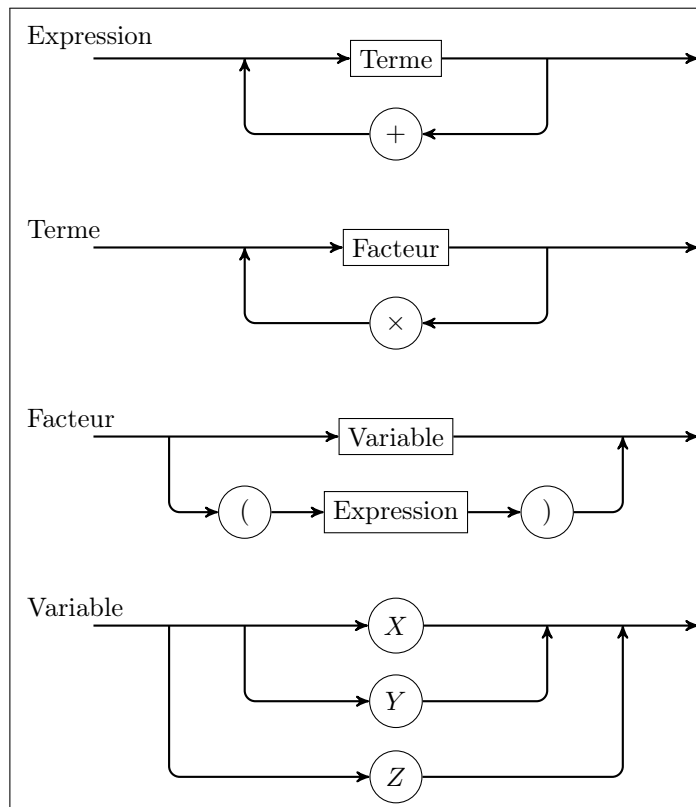 Expression
Terme
+
Terme
Facteur
×
Facteur
Variable
( Expression )
Variable
X
Y
Z